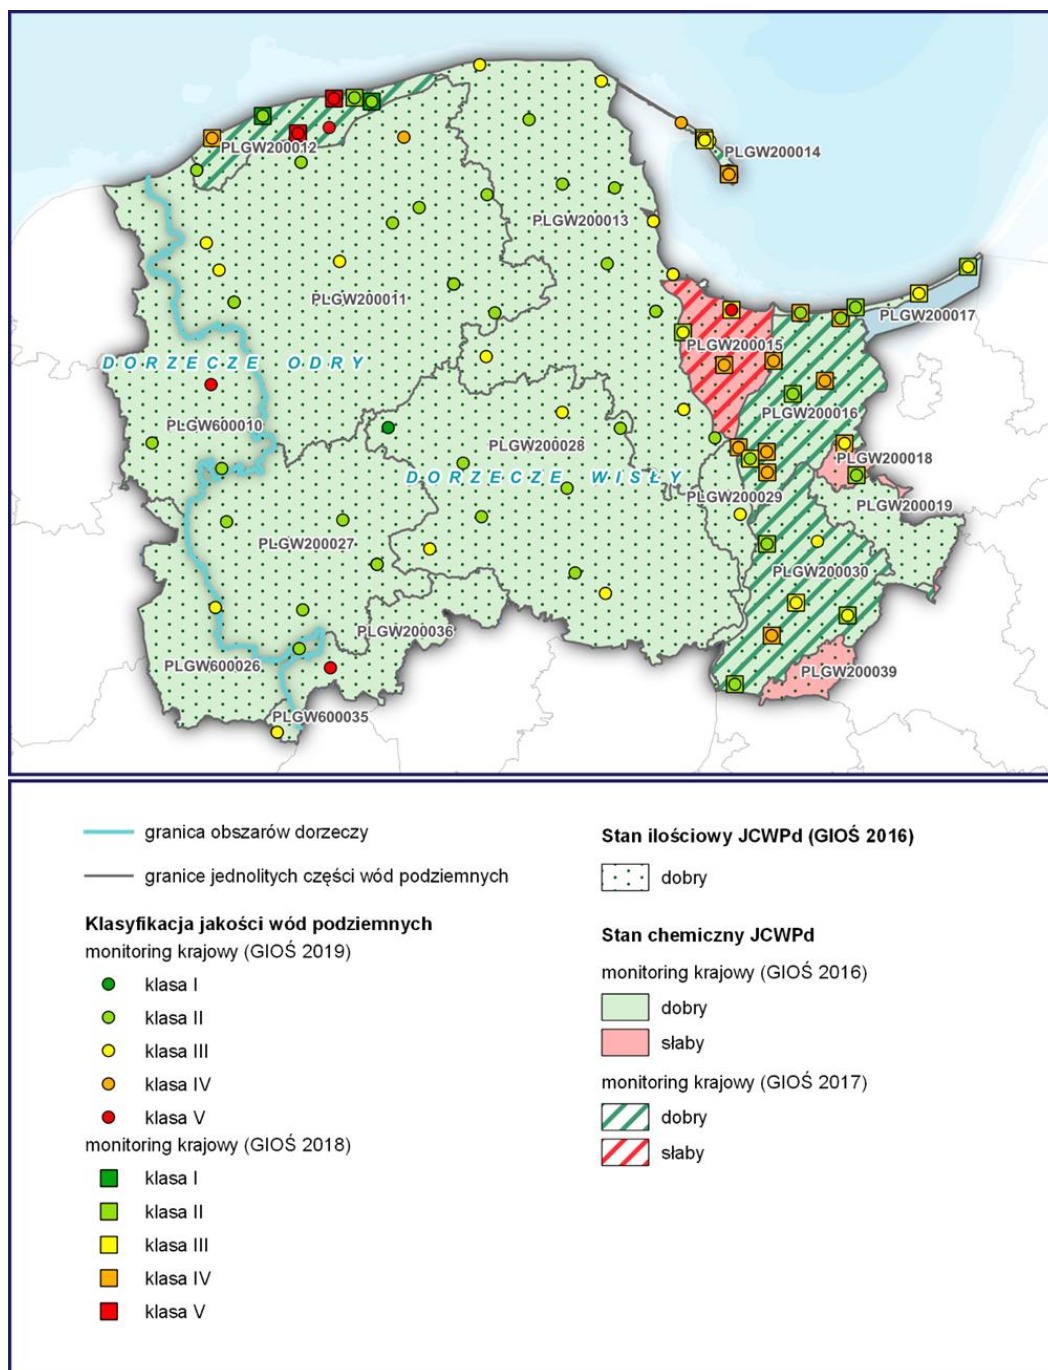 PLGW200012
PLGW200014
PLGW200013
PLGW200011
PLGW200017
PLGW200015
DORZECZE ODRY
PLGW200016
PLGW600010
PLGW200028
PLGW200018
DORZECZE WISŁY
PLGW200029
PLGW200019
PLGW200027
PLGW200030
PLGW200036
PLGW600026
PLGW200039
PLGW600035
granica obszarów dorzeczy
granice jednolitych części wód podziemnych
Klasyfikacja jakości wód podziemnych
monitoring krajowy (GIOŚ 2019)
klasa I
klasa II
klasa III
klasa IV
klasa V
monitoring krajowy (GIOŚ 2018)
klasa I
klasa II
klasa III
klasa IV
klasa V
Stan ilościowy JCWPd (GIOŚ 2016)
dobry
Stan chemiczny JCWPd
monitoring krajowy (GIOŚ 2016)
dobry
słaby
monitoring krajowy (GIOŚ 2017)
dobry
słaby